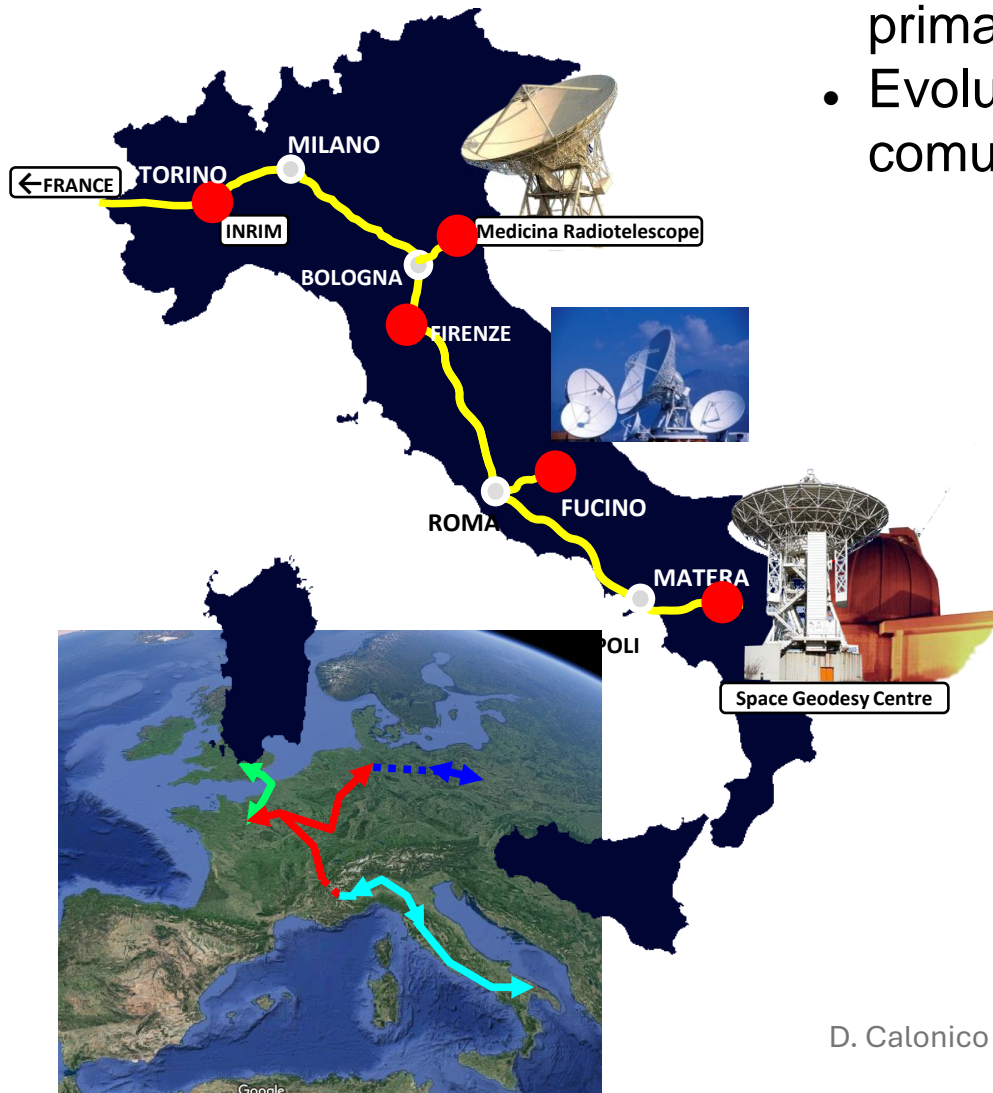 prima
• Evolu
comu
MILANO
TORINO
←FRANCE
INRIM
Medicina Radiotelescope
BOLOGNA
FIRENZE
FUCINO
ROMA
MATERA
POLI
Space Geodesy Centre
D. Calonico
Google